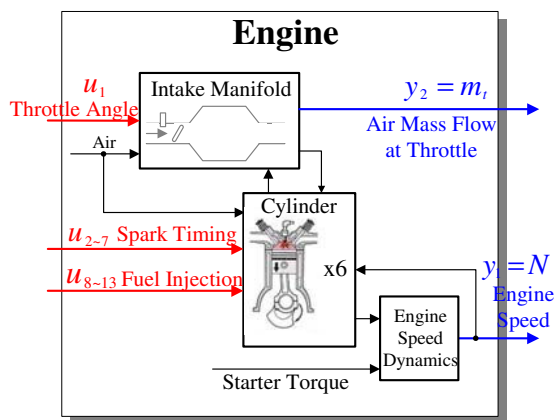 Engine
u₁
Throttle Angle
Intake Manifold
y₂ = mₜ
Air Mass Flow
at Throttle
Air
Cylinder
u₂~₇ Spark Timing
u₈~₁₃ Fuel Injection
x6
y₁ = N
Engine
Speed
Engine
Speed
Dynamics
Starter Torque